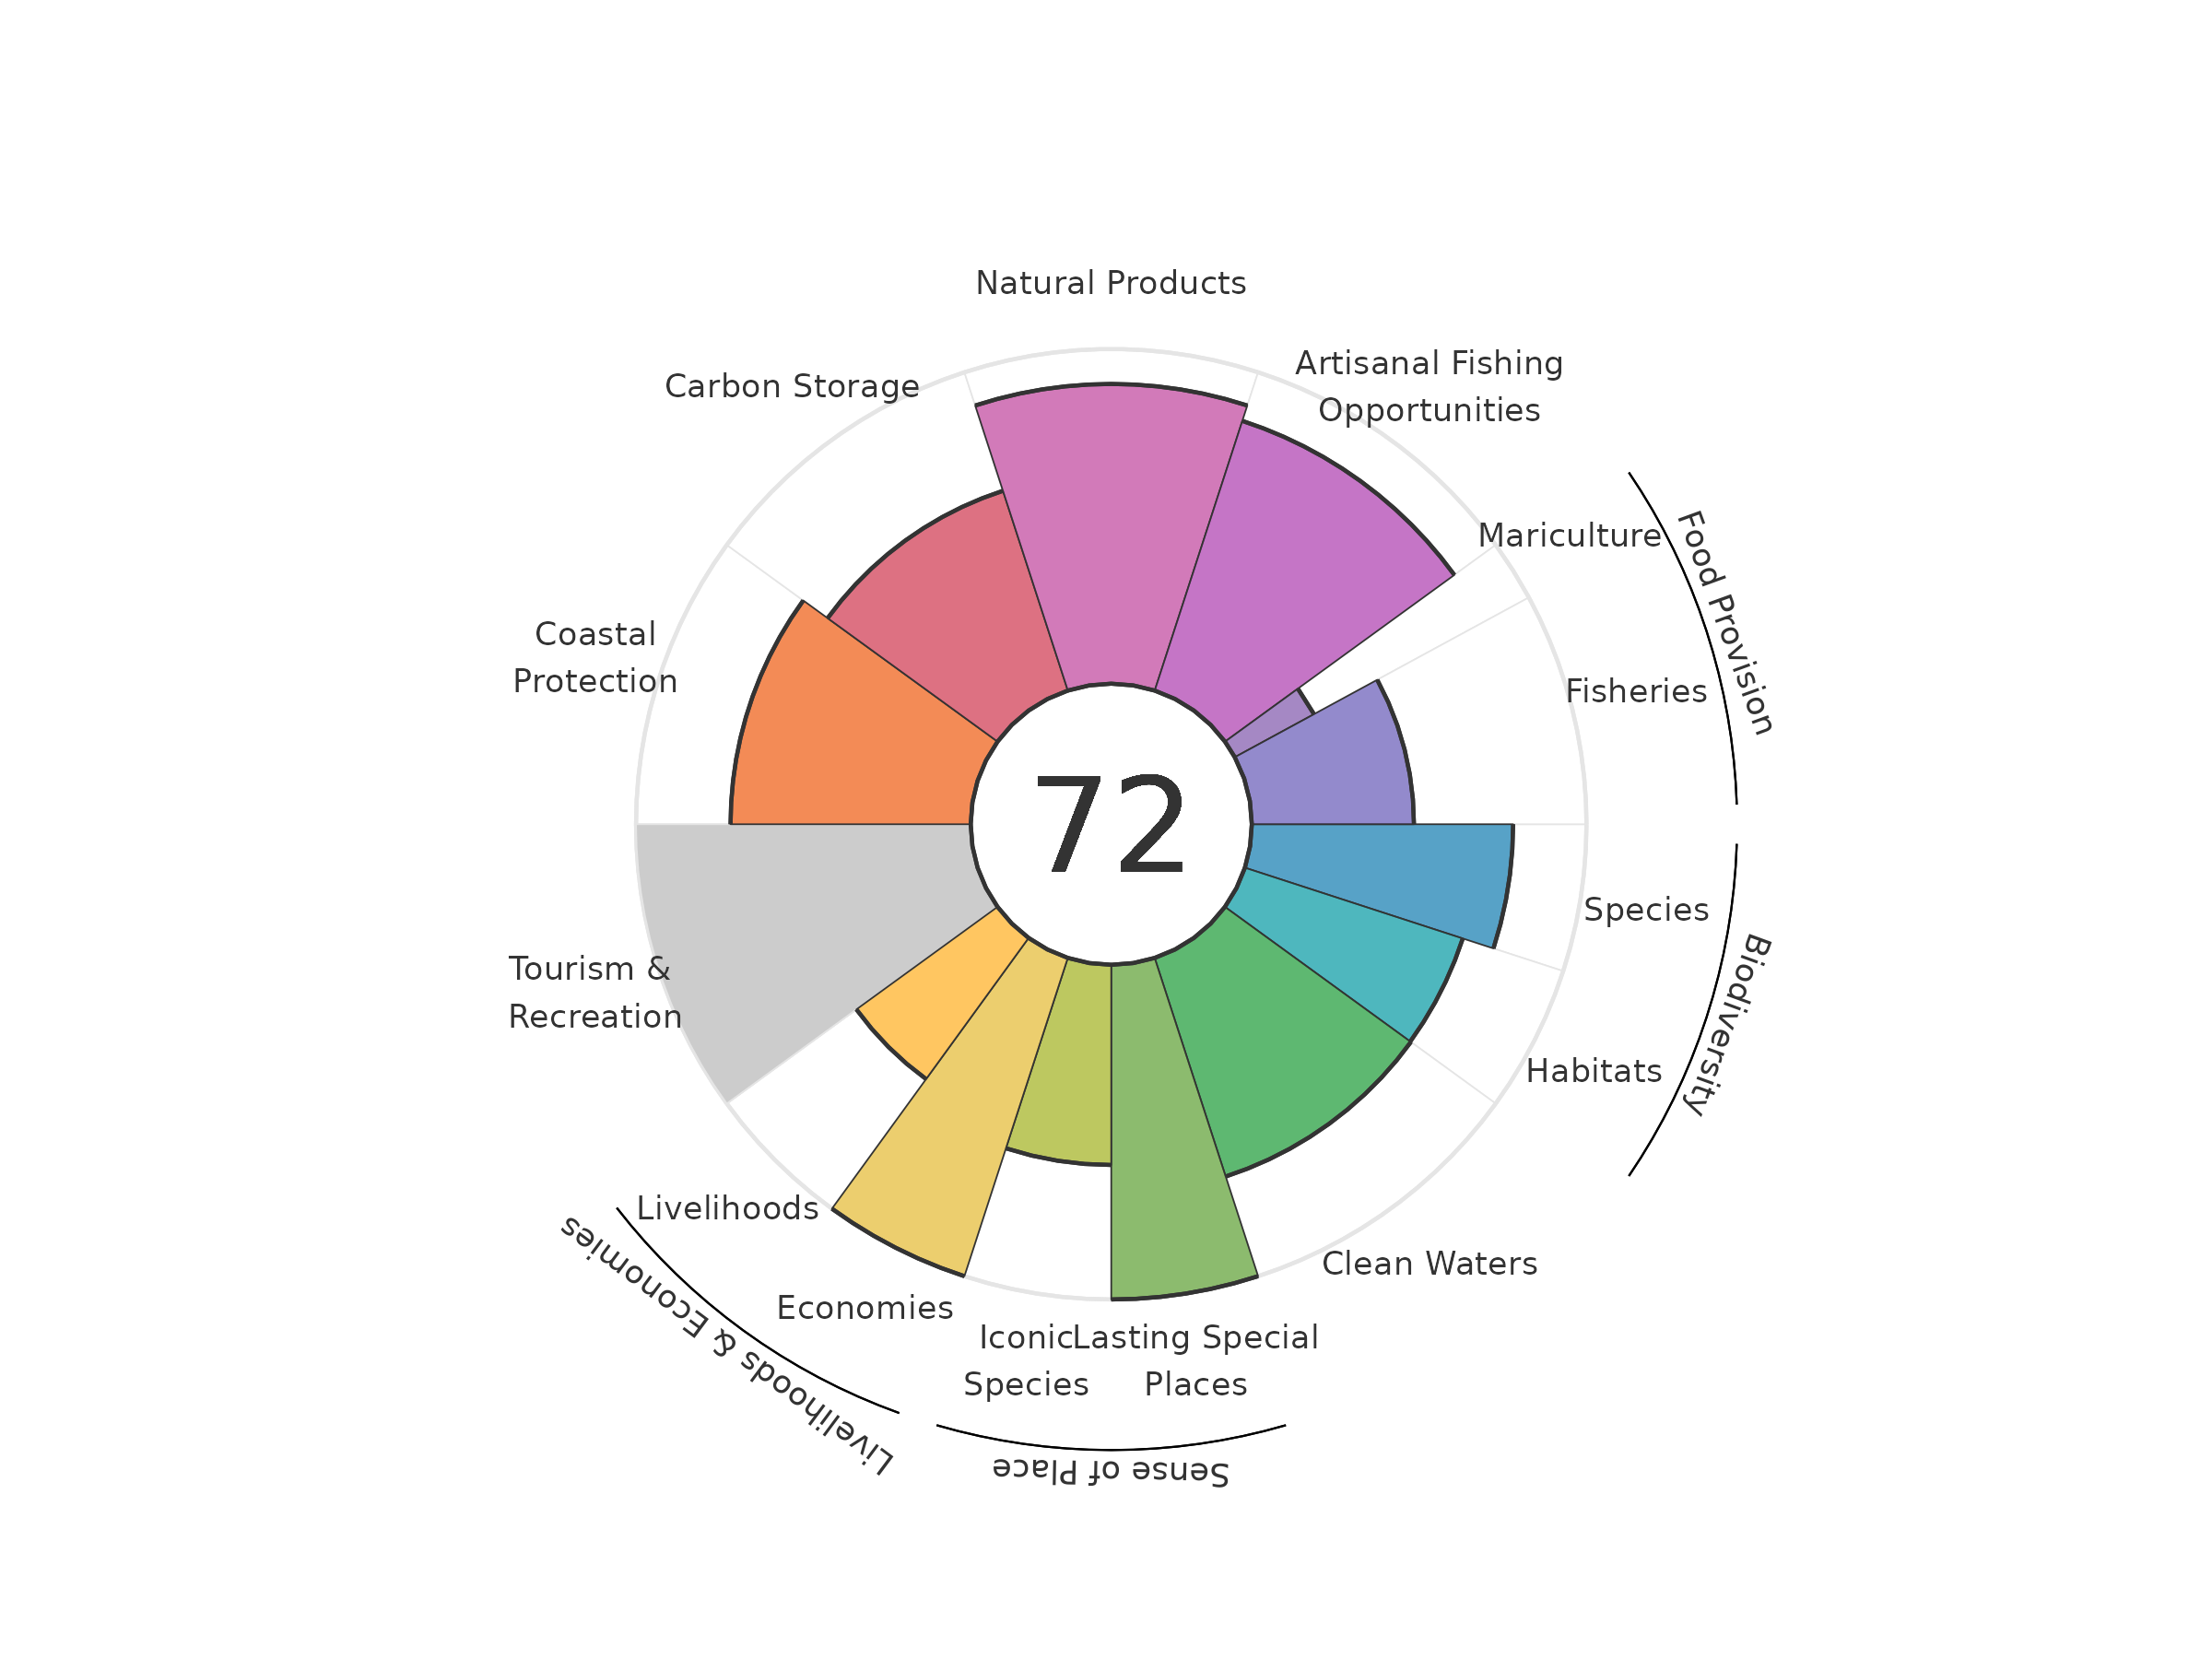 Natural Products
Artisanal Fishing
Opportunities
Carbon Storage
Mariculture
Food Provision
Fisheries
Coastal
Protection
72
Species
Biodiversity
Habitats
Tourism &
Recreation
Livelihoods
Livelihoods & Economies
Economies
Clean Waters
Iconic
Species
Lasting Special
Places
Sense of Place